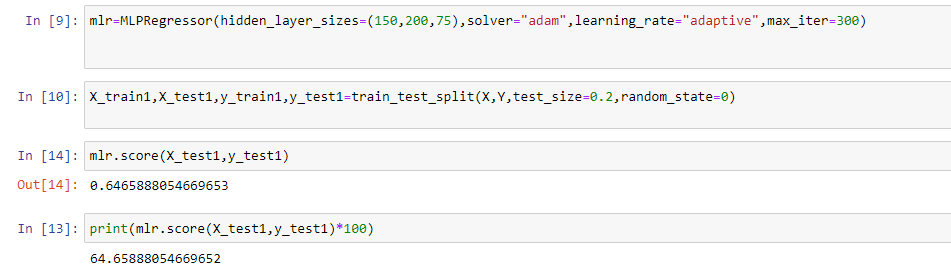 In [9]: mlr=MLPRegressor(hidden_layer_sizes=(150,200,75),solver="adam",learning_rate="adaptive",max_iter=300)
In [10]: X_train1,X_test1,y_train1,y_test1=train_test_split(X,Y,test_size=0.2,random_state=0)
In [14]: mlr.score(X_test1,y_test1)
Out[14]: 0.6465888054669653
In [13]: print(mlr.score(X_test1,y_test1)*100)
64.65888054669652